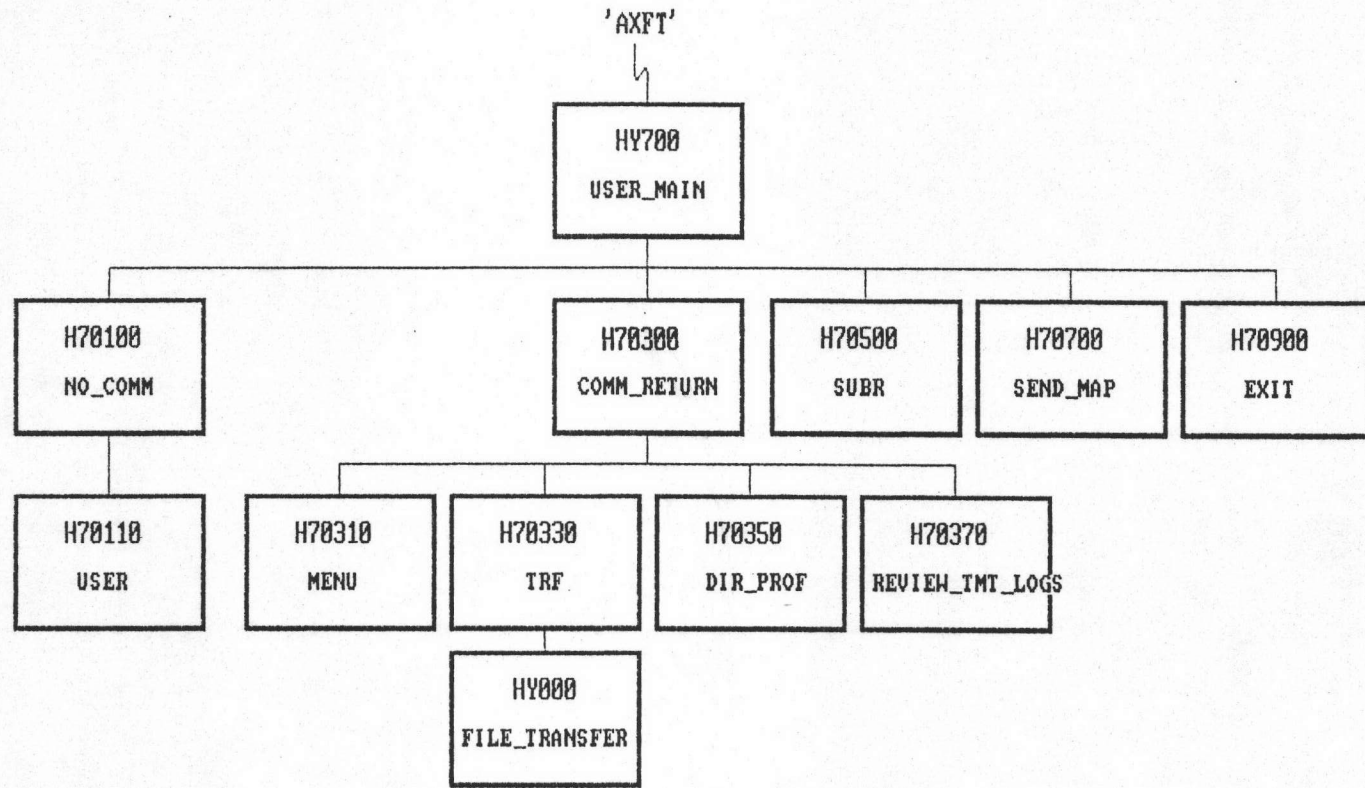 'AXFT'
HY700
USER_MAIN
H70100
NO_COMM
H70300
COMM_RETURN
H70500
SUBR
H70700
SEND_MAP
H70900
EXIT
H70110
USER
H70310
MENU
H70330
TRF
H70350
DIR_PROF
H70370
REVIEW_TMT_LOGS
HY000
FILE_TRANSFER